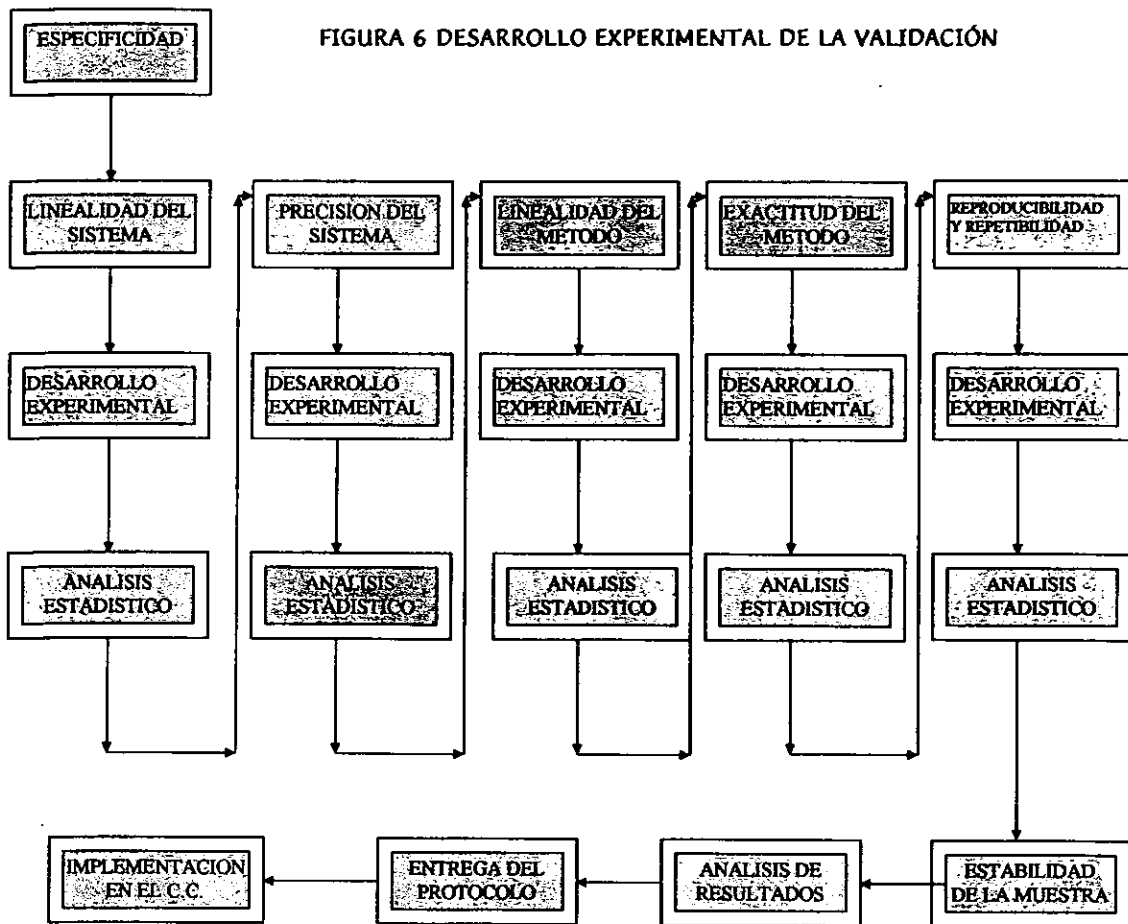 ESPECIFICIDAD
FIGURA 6 DESARROLLO EXPERIMENTAL DE LA VALIDACIÓN
LINEALIDAD DEL
SISTEMA
PRECISION DEL
SISTEMA
LINEALIDAD DEL
METODO
EXACTITUD DEL
METODO
REPRODUCIBILIDAD
Y REPETIBILIDAD
DESARROLLO
EXPERIMENTAL
DESARROLLO
EXPERIMENTAL
DESARROLLO
EXPERIMENTAL
DESARROLLO
EXPERIMENTAL
DESARROLLO
EXPERIMENTAL
ANALISIS
ESTADISTICO
ANALISIS
ESTADISTICO
ANALISIS
ESTADISTICO
ANALISIS
ESTADISTICO
ANALISIS
ESTADISTICO
IMPLEMENTACION
EN EL C.C.
ENTREGA DEL
PROTOCOLO
ANALISIS DE
RESULTADOS
ESTABILIDAD
DE LA MUESTRA